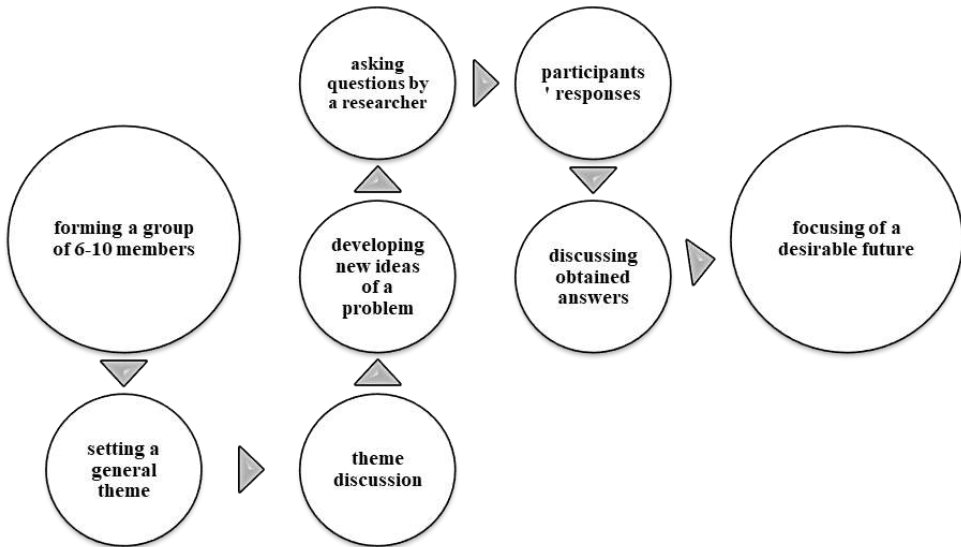 forming a group
of 6-10 members
setting a
general
theme
theme
discussion
developing
new ideas
of a
problem
asking
questions by
a researcher
participants
' responses
discussing
obtained
answers
focusing of a
desirable future